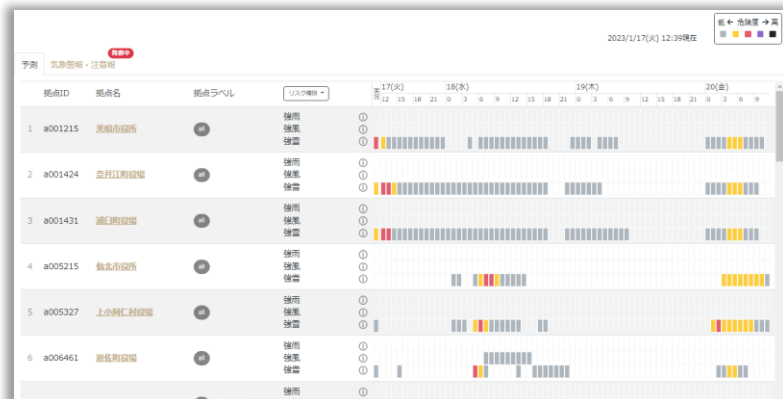 低 ← 危険度 → 高
2023/1/17(火) 12:39現在
発表中
予測 気象警報・注意報
拠点ID 拠点名 拠点ラベル リスク種別 17(火) 18(水) 19(木) 20(金)
12 15 18 21 0 3 6 9 12 15 18 21 0 3 6 9 12 15 18 21 0 3 6 9
強雨
1 a001215 美唄市役所 all 強風
強雪
強雨
2 a001424 奈井江町役場 all 強風
強雪
強雨
3 a001431 浦臼町役場 all 強風
強雪
強雨
4 a005215 仙北市役所 all 強風
強雪
強雨
5 a005327 上小阿仁村役場 all 強風
強雪
強雨
6 a006461 遊佐町役場 all 強風
強雪
強雨